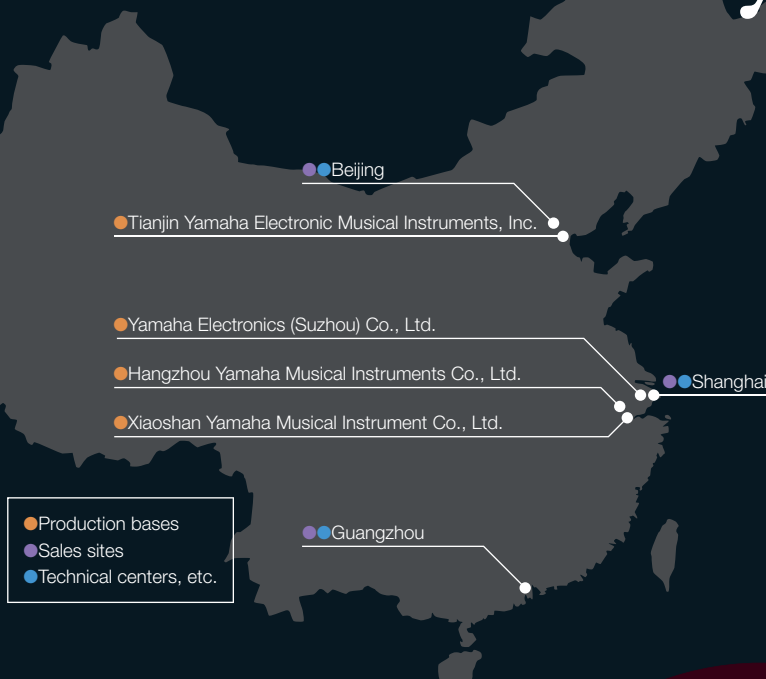 Beijing
Tianjin Yamaha Electronic Musical Instruments, Inc.
Yamaha Electronics (Suzhou) Co., Ltd.
Hangzhou Yamaha Musical Instruments Co., Ltd.
Shanghai
Xiaoshan Yamaha Musical Instrument Co., Ltd.
Guangzhou
Production bases
Sales sites
Technical centers, etc.